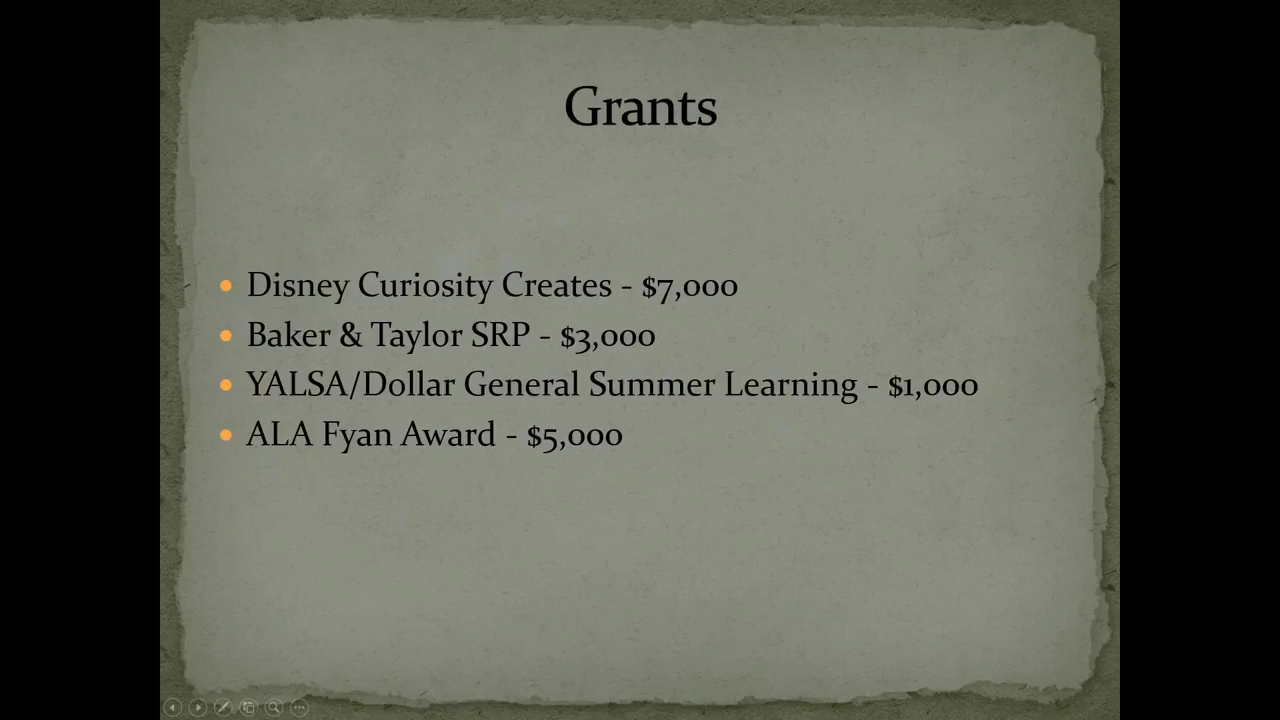 Grants
• Disney Curiosity Creates - $7,000
• Baker & Taylor SRP - $3,000
• YALSA/Dollar General Summer Learning - $1,000
• ALA Fyan Award - $5,000